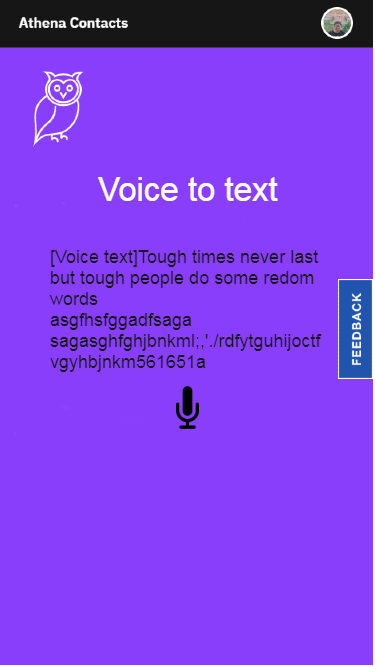 Athena Contacts
Voice to text
[Voice text]Tough times never last
but tough people do some redom
words
asgfhsfggadfsaga
sagasghfghjbnkml;,'./rdfytguhijoctf
vgyhbjnkm561651a
FEEDBACK